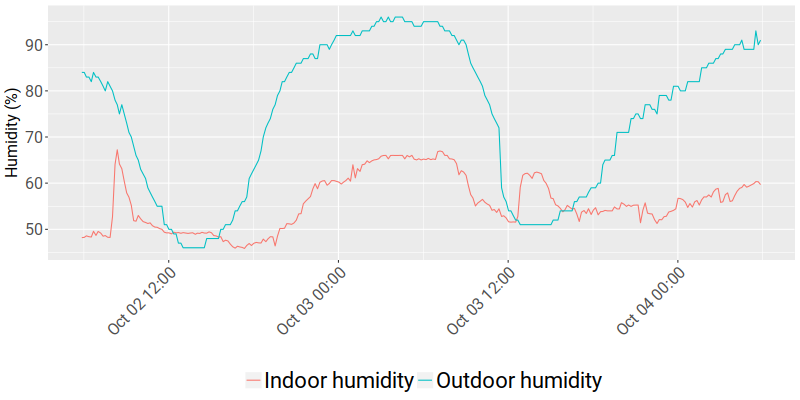 Humidity (%)
90
80
70
60
50
Oct 02 12:00
Oct 03 00:00
Oct 03 12:00
Oct 04 00:00
Indoor humidity
Outdoor humidity